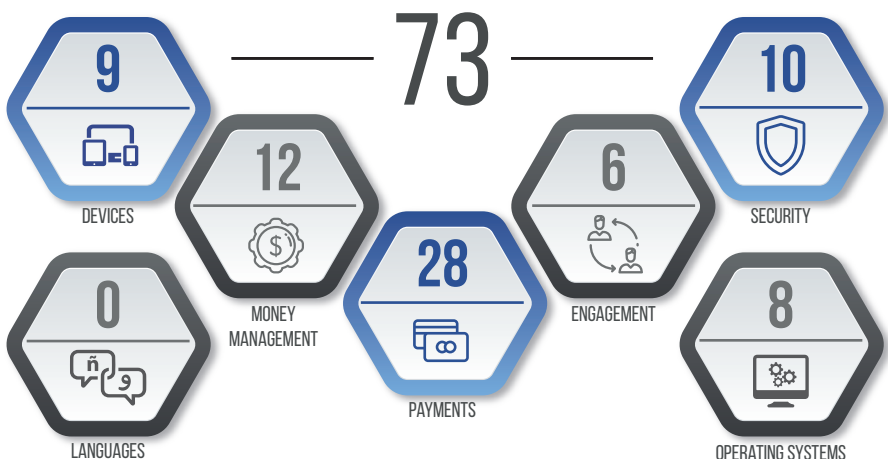 73
9
DEVICES
10
SECURITY
12
$
MONEY
MANAGEMENT
6
ENGAGEMENT
28
PAYMENTS
0
ñ
و
LANGUAGES
8
OPERATING SYSTEMS